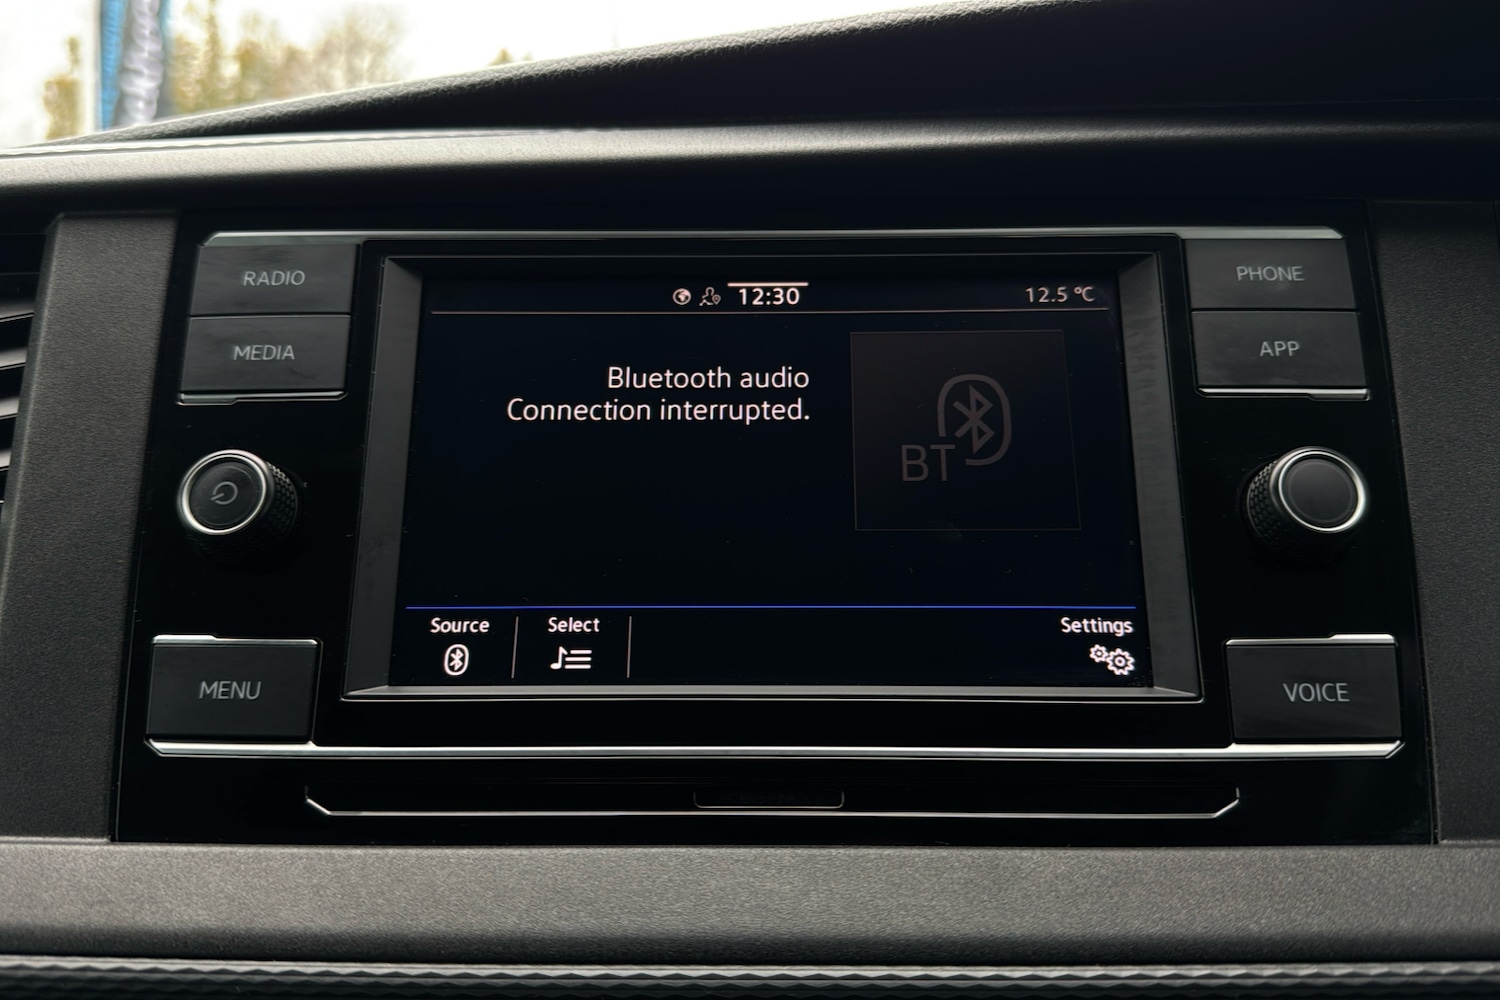 RADIO
MEDIA
MENU
12:30
12.5 °C
Bluetooth audio
Connection interrupted.
BT
Source
Select
Settings
PHONE
APP
VOICE